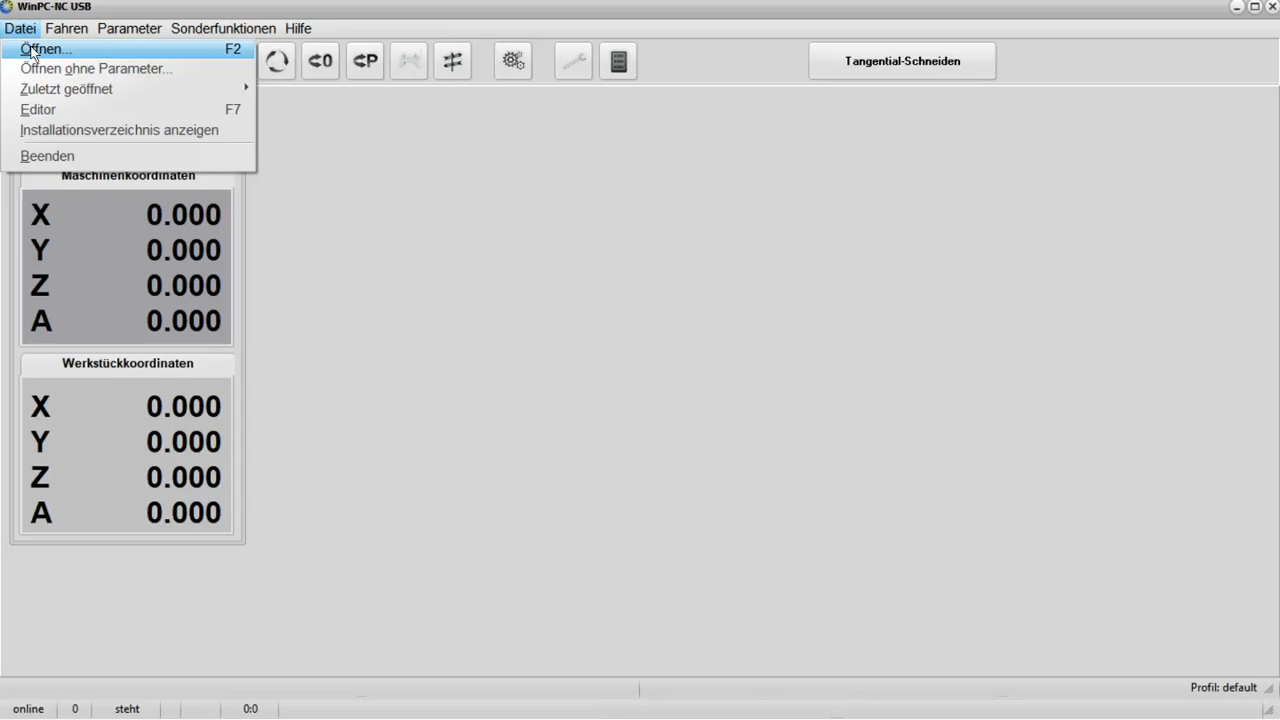 WinPC-NC USB
Datei Fahren Parameter Sonderfunktionen Hilfe
Öffnen... F2
Öffnen ohne Parameter...
Zuletzt geöffnet
Editor F7
Installationsverzeichnis anzeigen
Beenden
0 P
Tangential-Schneiden
Maschinenkoordinaten
X 0.000
Y 0.000
Z 0.000
A 0.000
Werkstückkoordinaten
X 0.000
Y 0.000
Z 0.000
A 0.000
Profil: default
online 0 steht 0:0